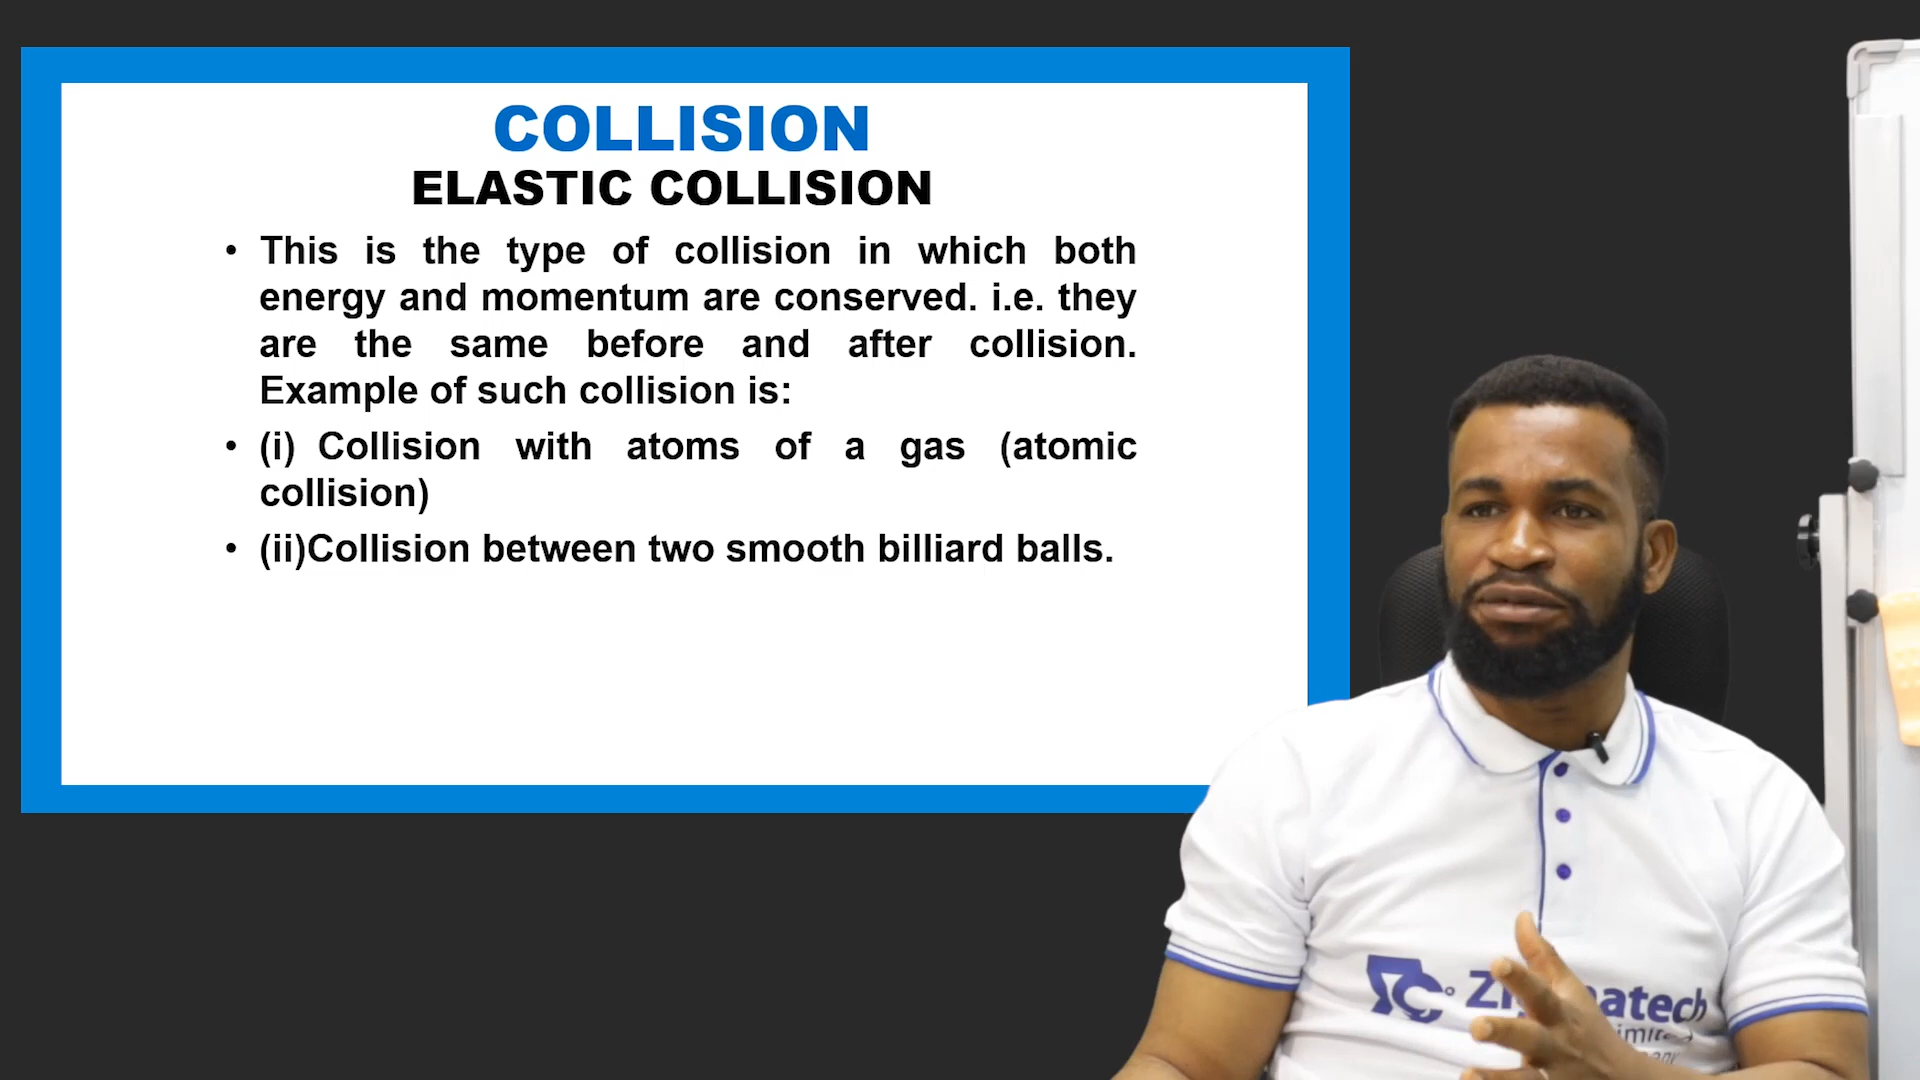 COLLISION
ELASTIC COLLISION
• This is the type of collision in which both
energy and momentum are conserved. i.e. they
are the same before and after collision.
Example of such collision is:
• (i) Collision with atoms of a gas (atomic
collision)
• (ii)Collision between two smooth billiard balls.